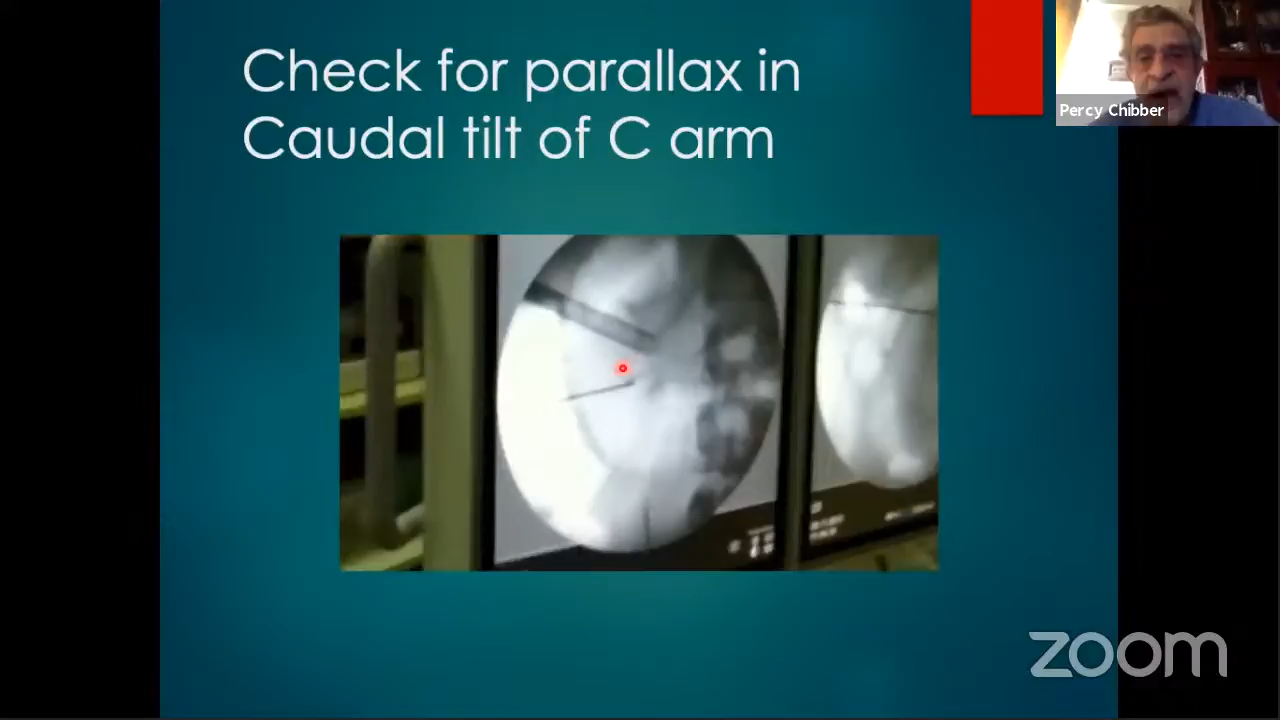 Check for parallax in
Caudal tilt of C arm
Percy Chibber
zoom